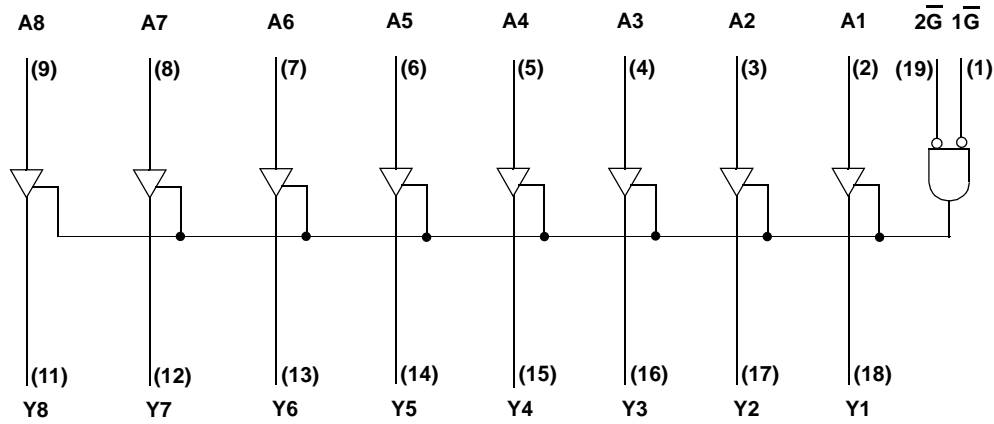 A8 A7 A6 A5 A4 A3 A2 A1 2G̅ 1G̅
(9) (8) (7) (6) (5) (4) (3) (2) (19) (1)
(11) (12) (13) (14) (15) (16) (17) (18)
Y8 Y7 Y6 Y5 Y4 Y3 Y2 Y1